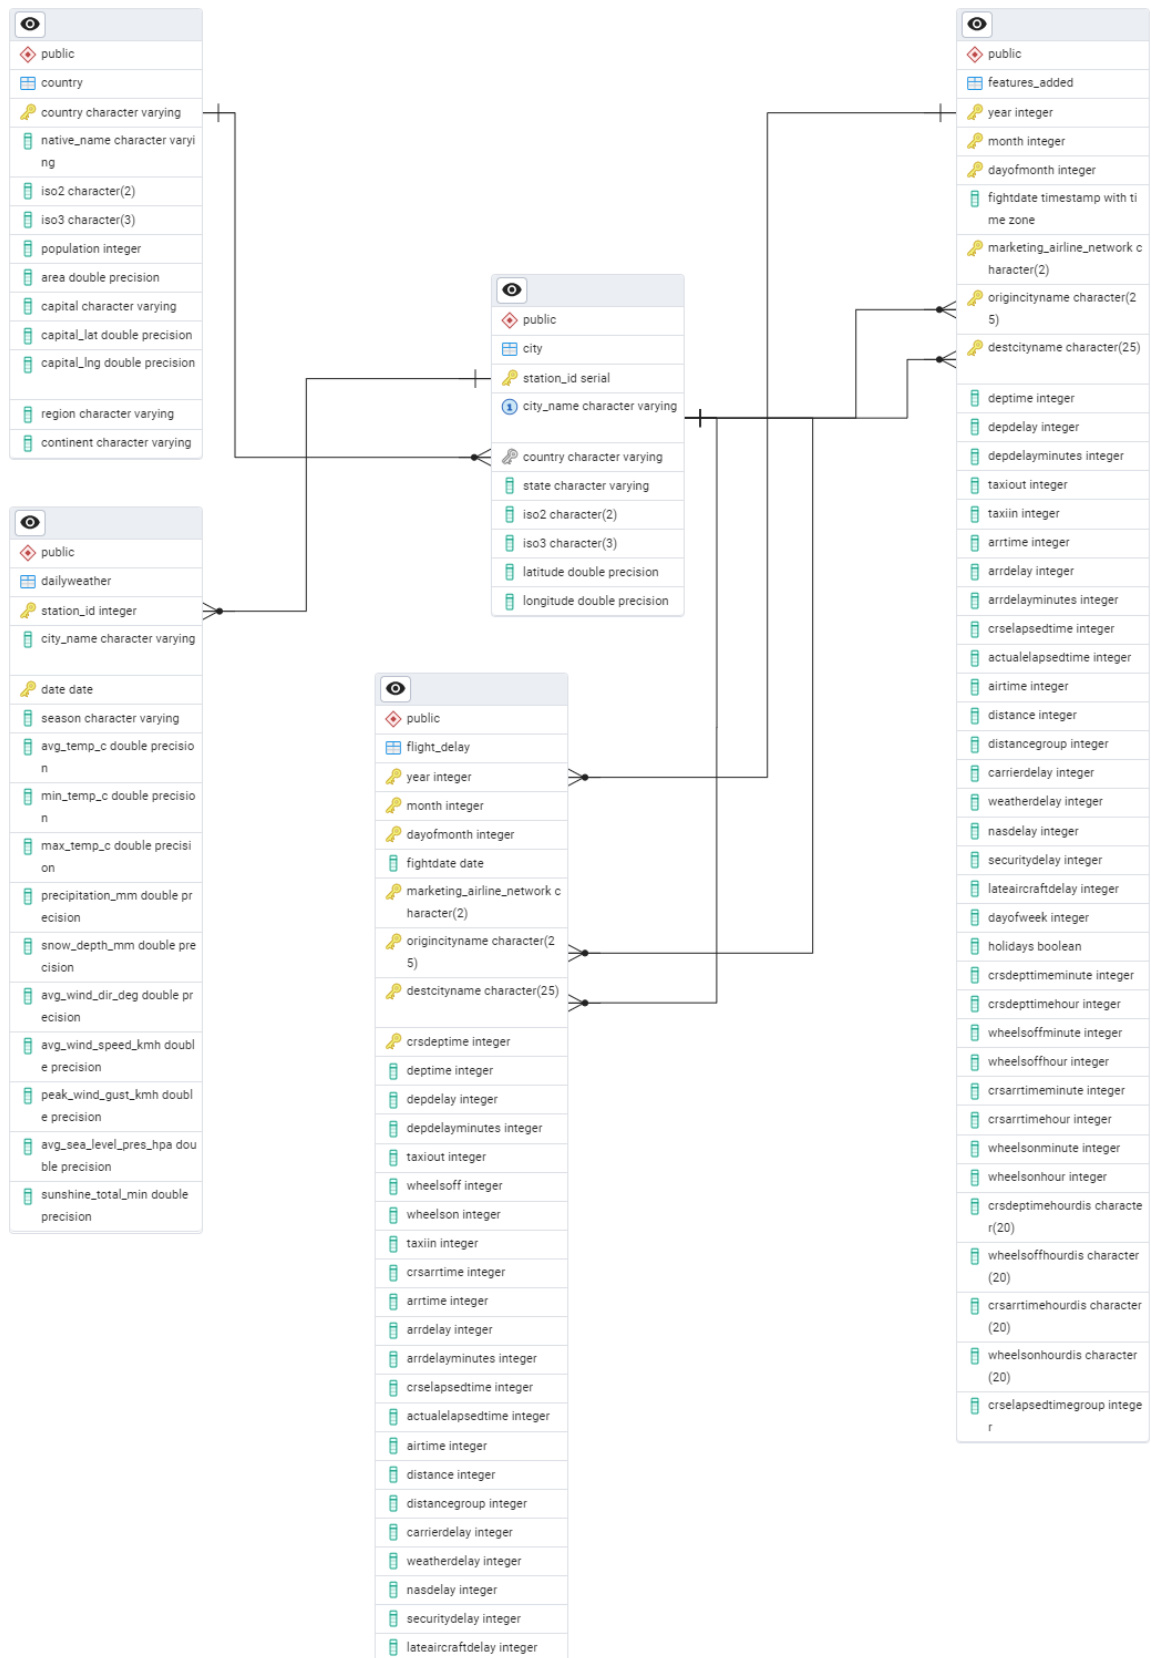 public
country
country character varying
native_name character varyi
ng
iso2 character(2)
iso3 character(3)
population integer
area double precision
capital character varying
capital_lat double precision
capital_lng double precision
region character varying
continent character varying
public
dailyweather
station_id integer
city_name character varying
date date
season character varying
avg_temp_c double precisio
n
min_temp_c double precisio
n
max_temp_c double precisi
on
precipitation_mm double pr
ecision
snow_depth_mm double pre
cision
avg_wind_dir_deg double pr
ecision
avg_wind_speed_kmh doubl
e precision
peak_wind_gust_kmh doubl
e precision
avg_sea_level_pres_hpa dou
ble precision
sunshine_total_min double
precision
public
city
station_id serial
city_name character varying
country character varying
state character varying
iso2 character(2)
iso3 character(3)
latitude double precision
longitude double precision
public
flight_delay
year integer
month integer
dayofmonth integer
fightdate date
marketing_airline_network c
haracter(2)
origincityname character(2
5)
destcityname character(25)
crsdeptime integer
deptime integer
depdelay integer
depdelayminutes integer
taxiout integer
wheelsoff integer
wheelson integer
taxiin integer
crsarrtime integer
arrtime integer
arrdelay integer
arrdelayminutes integer
crselapsedtime integer
actualelapsedtime integer
airtime integer
distance integer
distancegroup integer
carrierdelay integer
weatherdelay integer
nasdelay integer
securitydelay integer
lateaircraftdelay integer
public
features_added
year integer
month integer
dayofmonth integer
fightdate timestamp with ti
me zone
marketing_airline_network c
haracter(2)
origincityname character(2
5)
destcityname character(25)
deptime integer
depdelay integer
depdelayminutes integer
taxiout integer
taxiin integer
arrtime integer
arrdelay integer
arrdelayminutes integer
crselapsedtime integer
actualelapsedtime integer
airtime integer
distance integer
distancegroup integer
carrierdelay integer
weatherdelay integer
nasdelay integer
securitydelay integer
lateaircraftdelay integer
dayofweek integer
holidays boolean
crsdepttimeminute integer
crsdepttimehour integer
wheelsoffminute integer
wheelsoffhour integer
crsarrtimeminute integer
crsarrtimehour integer
wheelsonminute integer
wheelsonhour integer
crsdeptimehourdis characte
r(20)
wheelsoffhourdis character
(20)
crsarrtimehourdis character
(20)
wheelsonhourdis character
(20)
crselapsedtimegroup intege
r